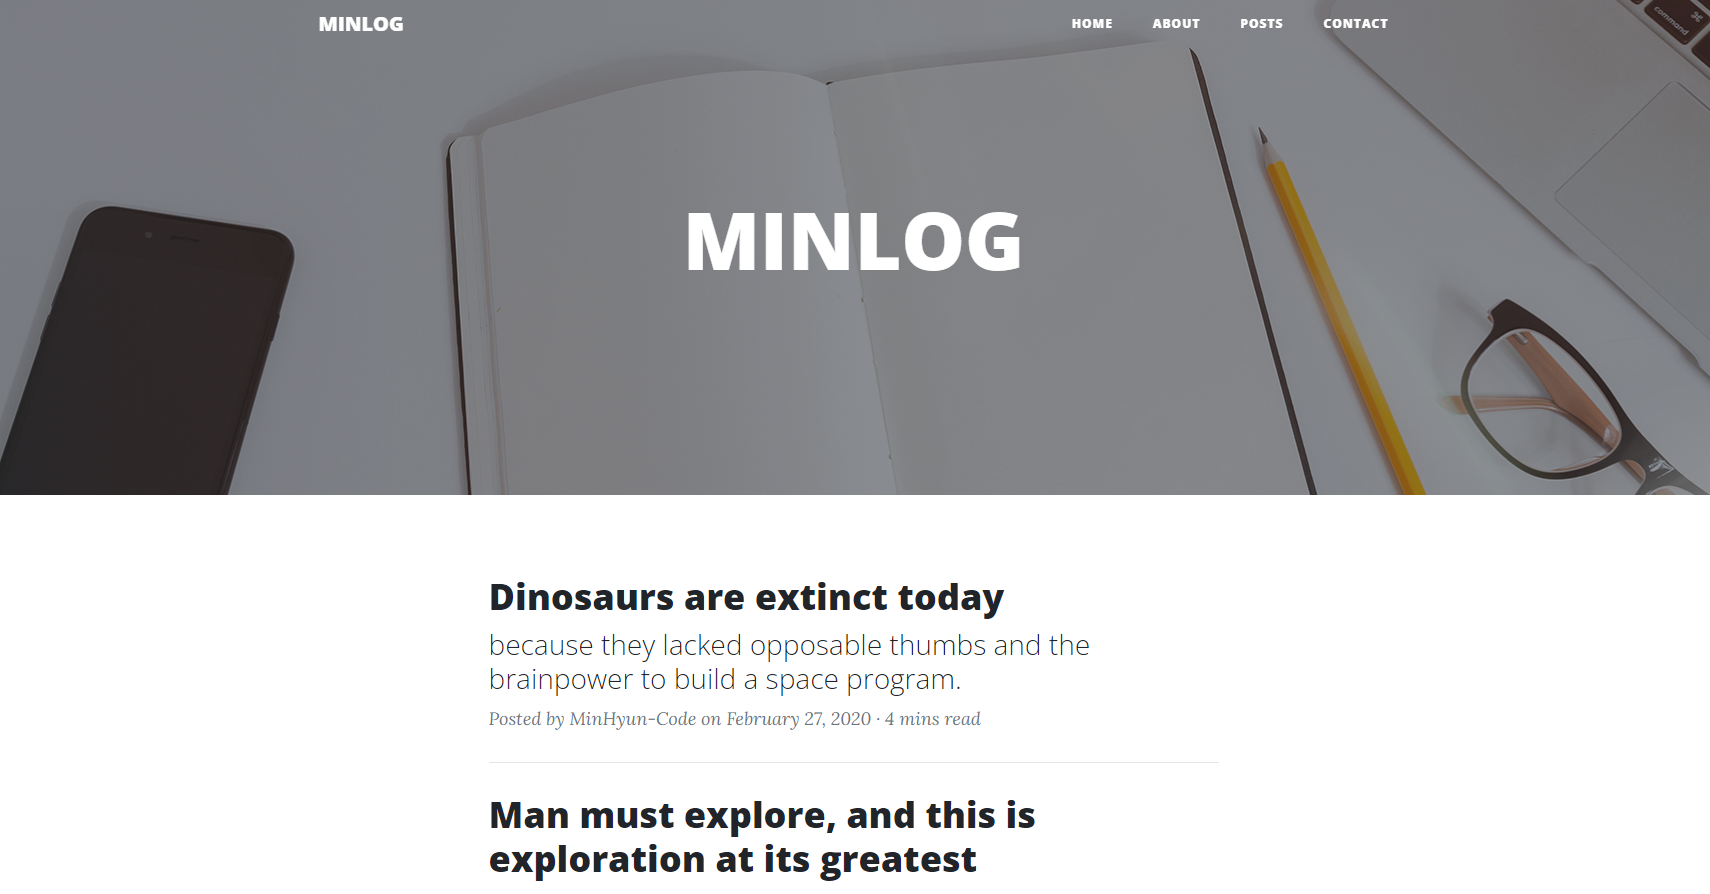 MINLOG
HOME ABOUT POSTS CONTACT
command ⌘
MINLOG
Dinosaurs are extinct today
because they lacked opposable thumbs and the
brainpower to build a space program.
Posted by MinHyun-Code on February 27, 2020 · 4 mins read
Man must explore, and this is
exploration at its greatest